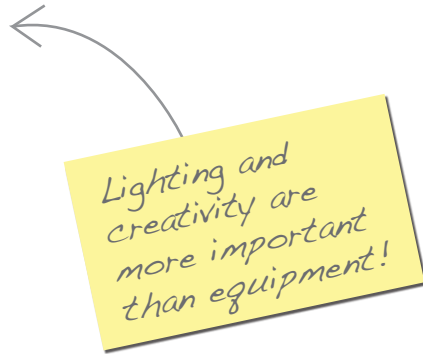 Lighting and
creativity are
more important
than equipment!